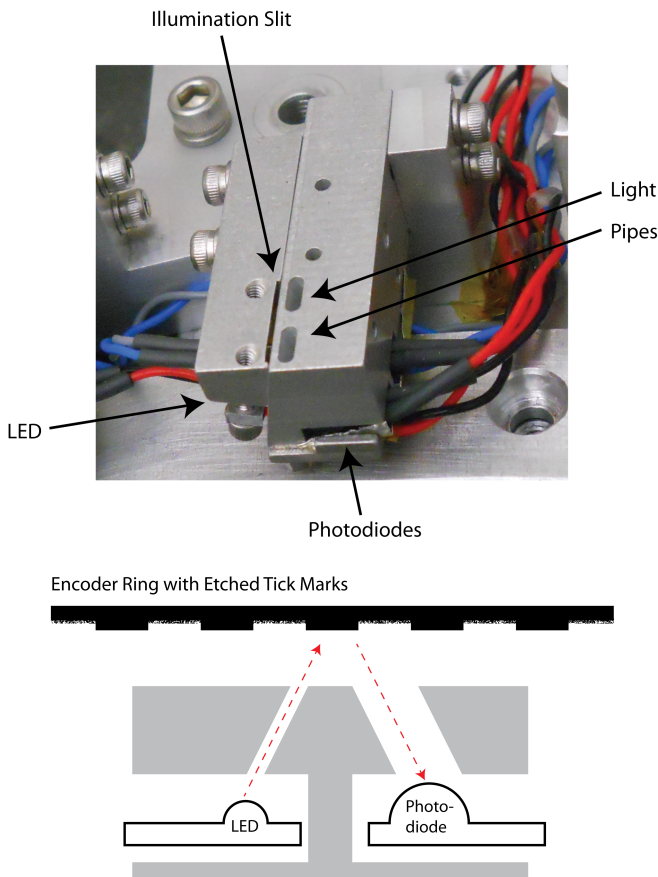 Illumination Slit
Light
Pipes
LED
Photodiodes
Encoder Ring with Etched Tick Marks
LED
Photo-
diode